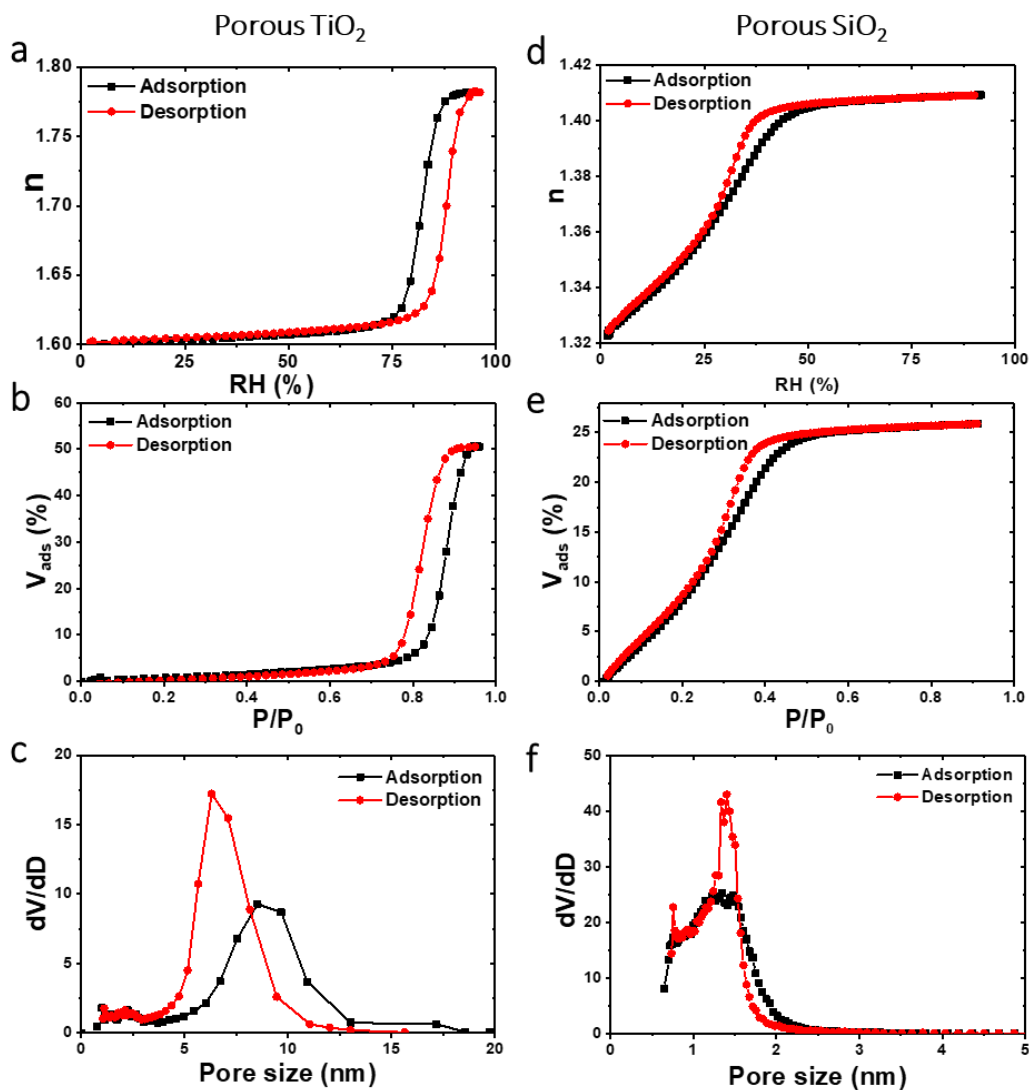 Porous TiO₂
Porous SiO₂
a
1.80
1.75
1.70
1.65
1.60
n
Adsorption
Desorption
0 25 50 75 100
RH (%)
d
1.42
1.40
1.38
1.36
1.34
1.32
n
Adsorption
Desorption
0 25 50 75 100
RH (%)
b
60
50
40
30
20
10
0
V_ads (%)
Adsorption
Desorption
0.0 0.2 0.4 0.6 0.8 1.0
P/P₀
e
25
20
15
10
5
0
V_ads (%)
Adsorption
Desorption
0.0 0.2 0.4 0.6 0.8 1.0
P/P₀
c
20
15
10
5
0
dV/dD
Adsorption
Desorption
0 5 10 15 20
Pore size (nm)
f
50
40
30
20
10
0
dV/dD
Adsorption
Desorption
0 1 2 3 4 5
Pore size (nm)